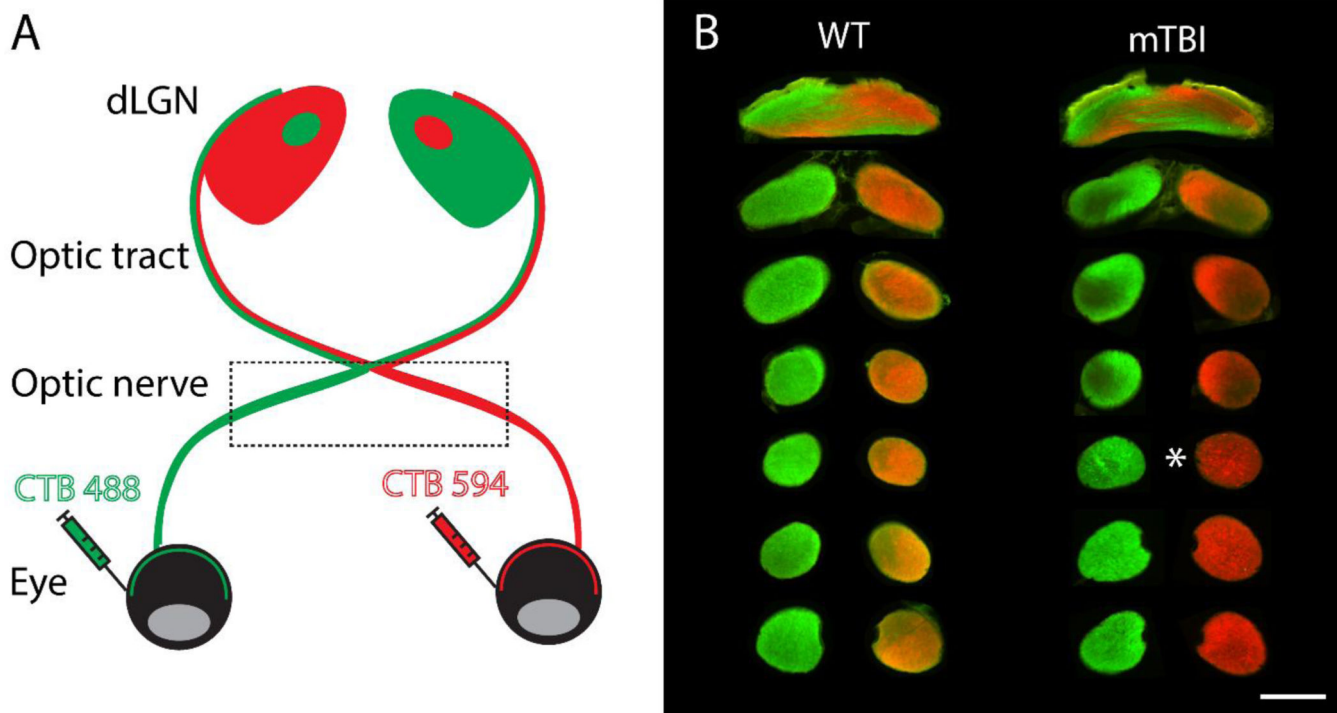 A
dLGN
Optic tract
Optic nerve
CTB 488
CTB 594
Eye
B
WT
mTBI
*